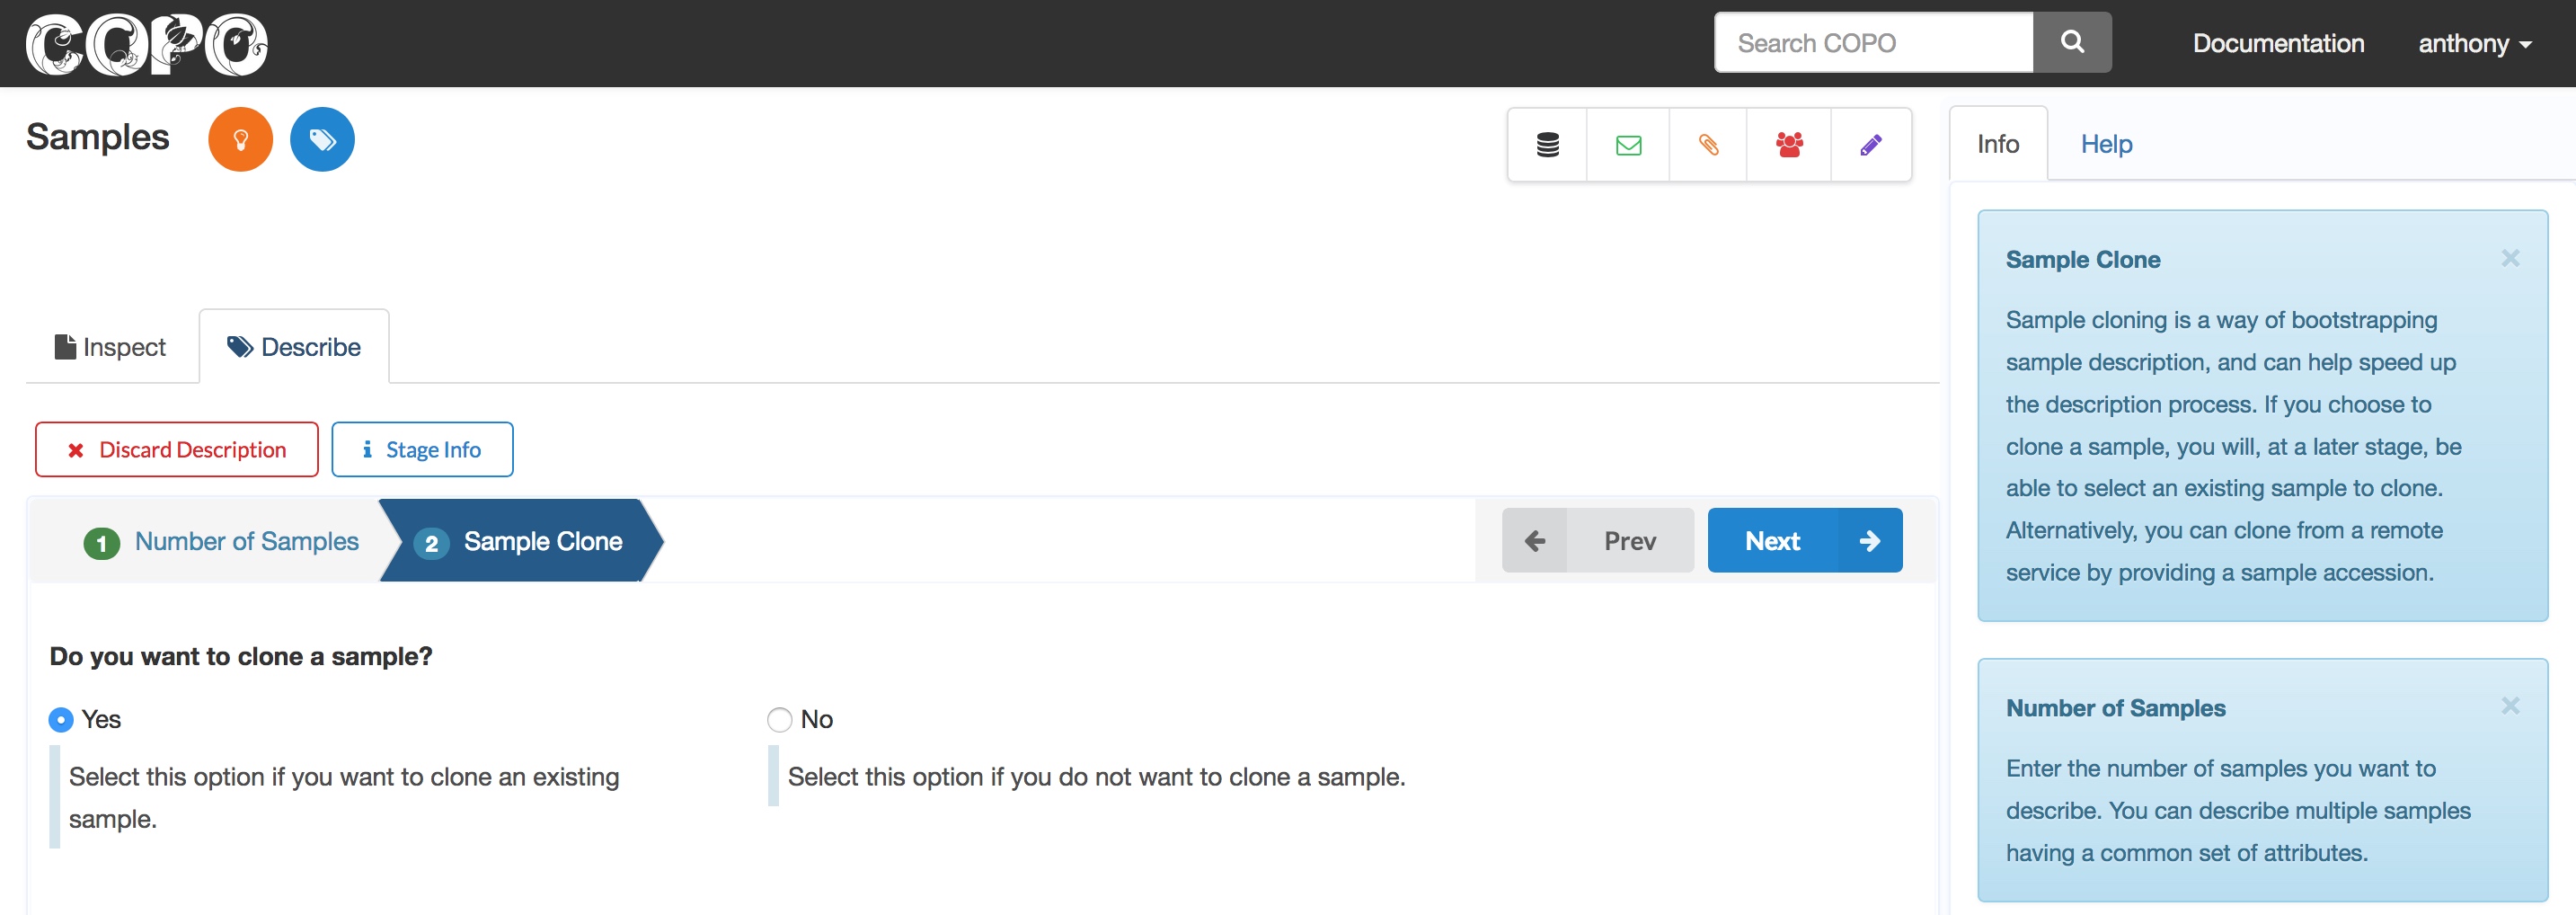 COPO
Search COPO
Documentation
anthony
Samples
Info
Help
Inspect
Describe
Discard Description
Stage Info
1 Number of Samples
2 Sample Clone
Prev
Next
Do you want to clone a sample?
Yes
Select this option if you want to clone an existing
sample.
No
Select this option if you do not want to clone a sample.
Sample Clone
Sample cloning is a way of bootstrapping
sample description, and can help speed up
the description process. If you choose to
clone a sample, you will, at a later stage, be
able to select an existing sample to clone.
Alternatively, you can clone from a remote
service by providing a sample accession.
Number of Samples
Enter the number of samples you want to
describe. You can describe multiple samples
having a common set of attributes.